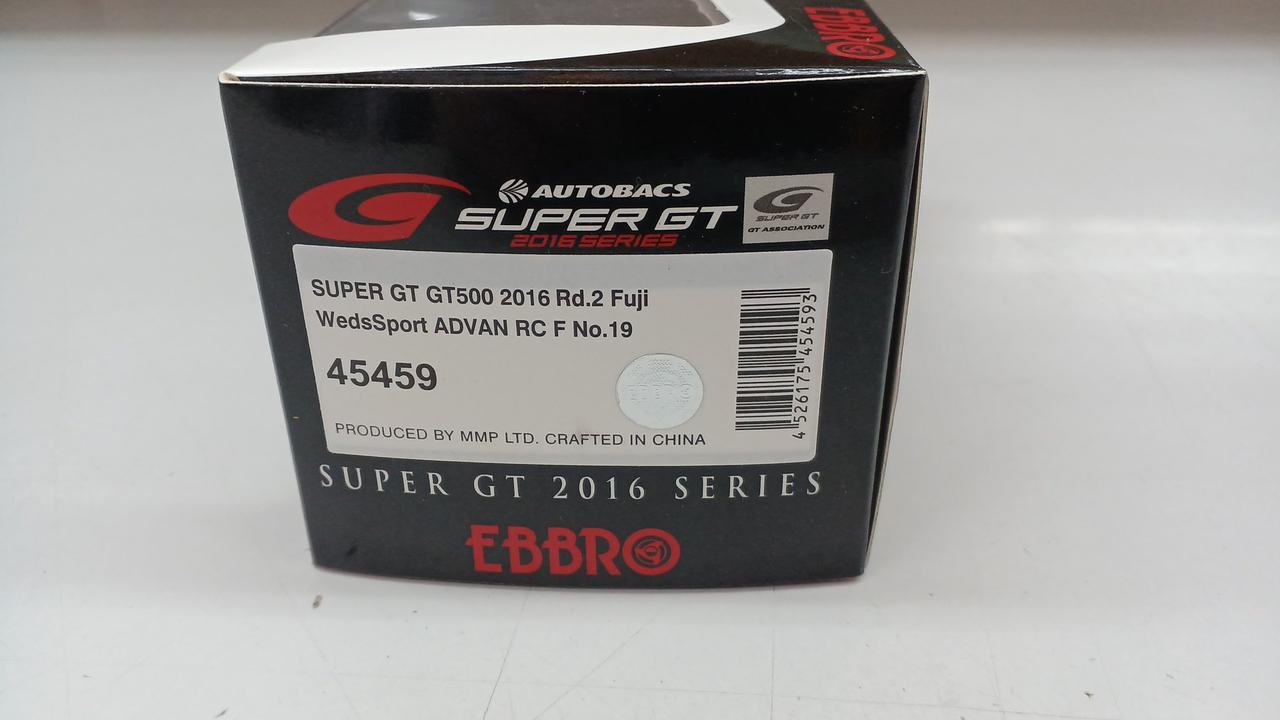 EBBRO
AUTOBACS
SUPER GT
2016 SERIES
SUPER GT
GT ASSOCIATION
SUPER GT GT500 2016 Rd.2 Fuji
WedsSport ADVAN RC F No.19
45459
EBBRO
PRODUCED BY MMP LTD. CRAFTED IN CHINA
4 526175 454593
SUPER GT 2016 SERIES
EBBRO